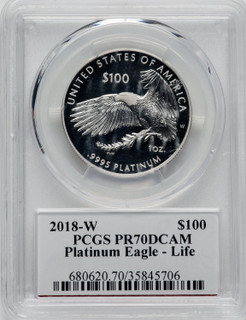 UNITED STATES OF AMERICA
$100
1oz.
.9995 PLATINUM
2018-W $100
PCGS PR70DCAM
Platinum Eagle - Life
680620.70/35845706